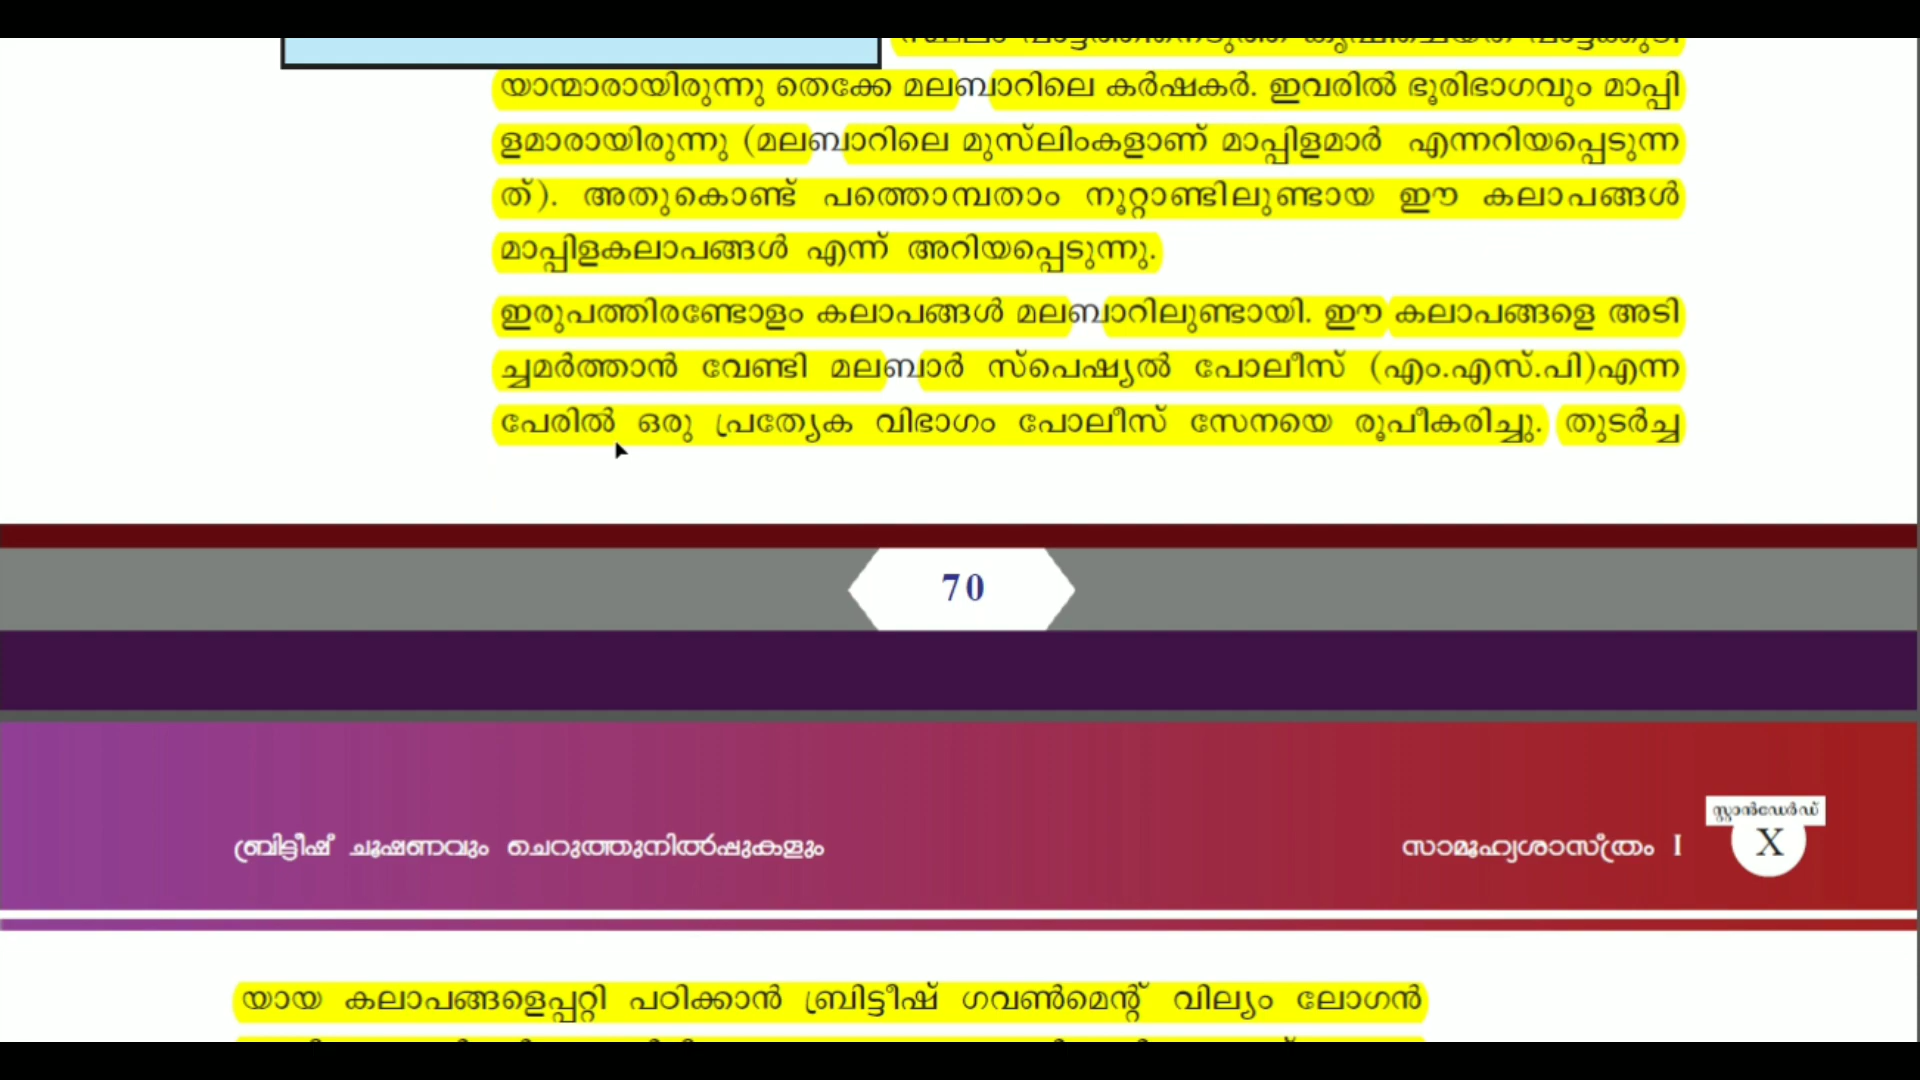 യാന്മാരായിരുന്നു തെക്കേ മലബാറിലെ കർഷകർ. ഇവരിൽ ഭൂരിഭാഗവും മാപ്പി
ളമാരായിരുന്നു (മലബാറിലെ മുസ്‌ലിംകളാണ് മാപ്പിളമാർ എന്നറിയപ്പെടുന്ന
ത്). അതുകൊണ്ട് പത്തൊമ്പതാം നൂറ്റാണ്ടിലുണ്ടായ ഈ കലാപങ്ങൾ
മാപ്പിളകലാപങ്ങൾ എന്ന് അറിയപ്പെടുന്നു.
ഇരുപത്തിരണ്ടോളം കലാപങ്ങൾ മലബാറിലുണ്ടായി. ഈ കലാപങ്ങളെ അടി
ച്ചമർത്താൻ വേണ്ടി മലബാർ സ്പെഷ്യൽ പോലീസ് (എം.എസ്.പി)എന്ന
പേരിൽ ഒരു പ്രത്യേക വിഭാഗം പോലീസ് സേനയെ രൂപീകരിച്ചു. തുടർച്ച
70
ബ്രിട്ടീഷ് ചൂഷണവും ചെറുത്തുനിൽപ്പുകളും
സാമൂഹ്യശാസ്ത്രം I
സ്റ്റാൻഡേർഡ്
X
യായ കലാപങ്ങളെപ്പറ്റി പഠിക്കാൻ ബ്രിട്ടീഷ് ഗവൺമെന്റ് വില്യം ലോഗൻ